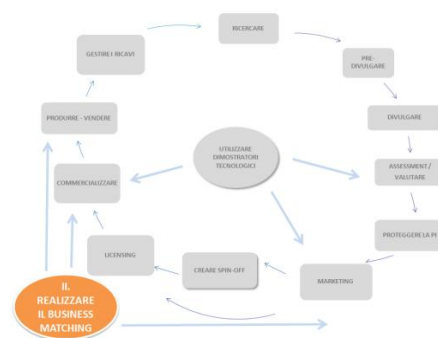 RICERCARE
PRE-
DIVULGARE
DIVULGARE
ASSESSMENT /
VALUTARE
PROTEGGERE LA PI
MARKETING
CREARE SPIN-OFF
LICENSING
COMMERCIALIZZARE
PRODURRE - VENDERE
GESTIRE I RICAVI
UTILIZZARE
DIMOSTRATORI
TECNOLOGICI
II.
REALIZZARE
IL BUSINESS
MATCHING